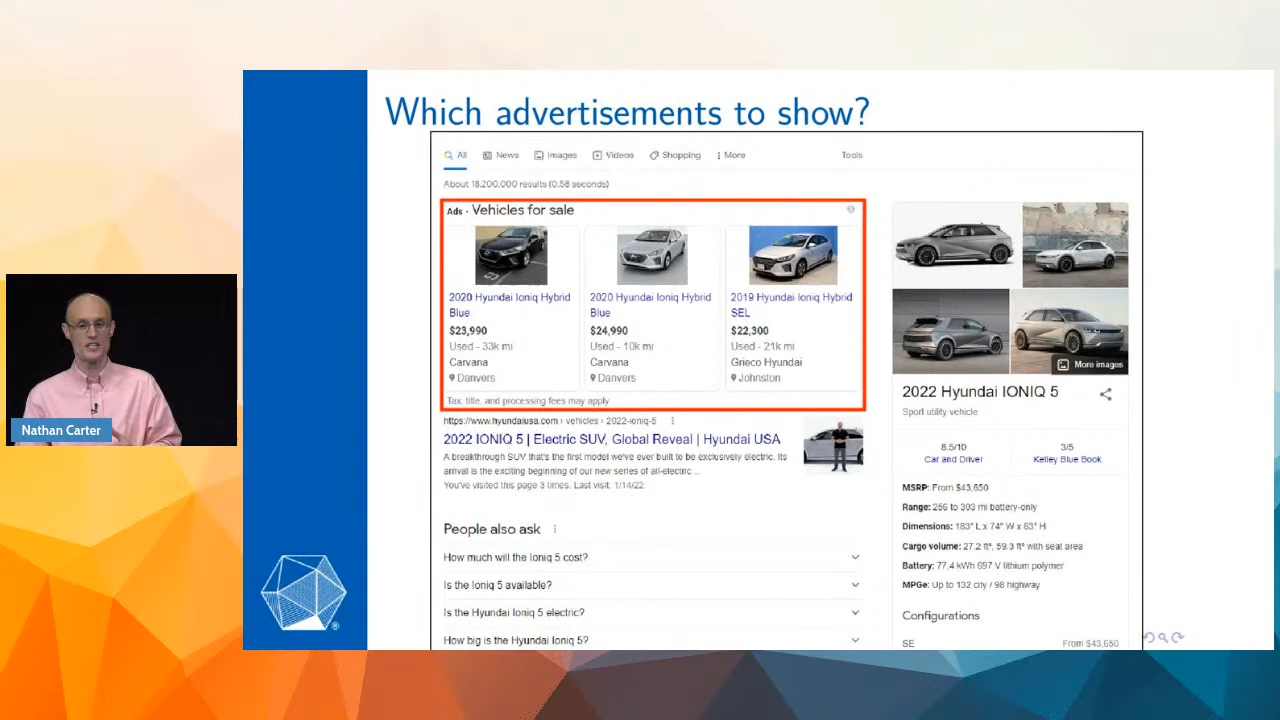 Which advertisements to show?
All News Images Videos Shopping More Tools
About 18,200,000 results (0.58 seconds)
Ads · Vehicles for sale
2020 Hyundai Ioniq Hybrid Blue
$23,990
Used - 33k mi
Carvana
Danvers
2020 Hyundai Ioniq Hybrid Blue
$24,990
Used - 10k mi
Carvana
Danvers
2019 Hyundai Ioniq Hybrid SEL
$22,300
Used - 21k mi
Grieco Hyundai
Johnston
Tax, title, and processing fees may apply
https://www.hyundaiusa.com › vehicles › 2022-ioniq-5
2022 IONIQ 5 | Electric SUV, Global Reveal | Hyundai USA
A breakthrough SUV that's the first model we've ever built to be exclusively electric. Its
arrival is the exciting beginning of our new series of all-electric ...
You've visited this page 3 times. Last visit: 1/14/22
People also ask
How much will the Ioniq 5 cost?
Is the Ioniq 5 available?
Is the Hyundai Ioniq 5 electric?
How big is the Hyundai Ioniq 5?
More images
2022 Hyundai IONIQ 5
Sport utility vehicle
8.5/10
Car and Driver
3/5
Kelley Blue Book
MSRP: From $43,650
Range: 256 to 303 mi battery-only
Dimensions: 183″ L x 74″ W x 63″ H
Cargo volume: 27.2 ft³, 59.3 ft³ with seat area
Battery: 77.4 kWh 697 V lithium polymer
MPGe: Up to 132 city / 98 highway
Configurations
SE From $43,650
Nathan Carter
®